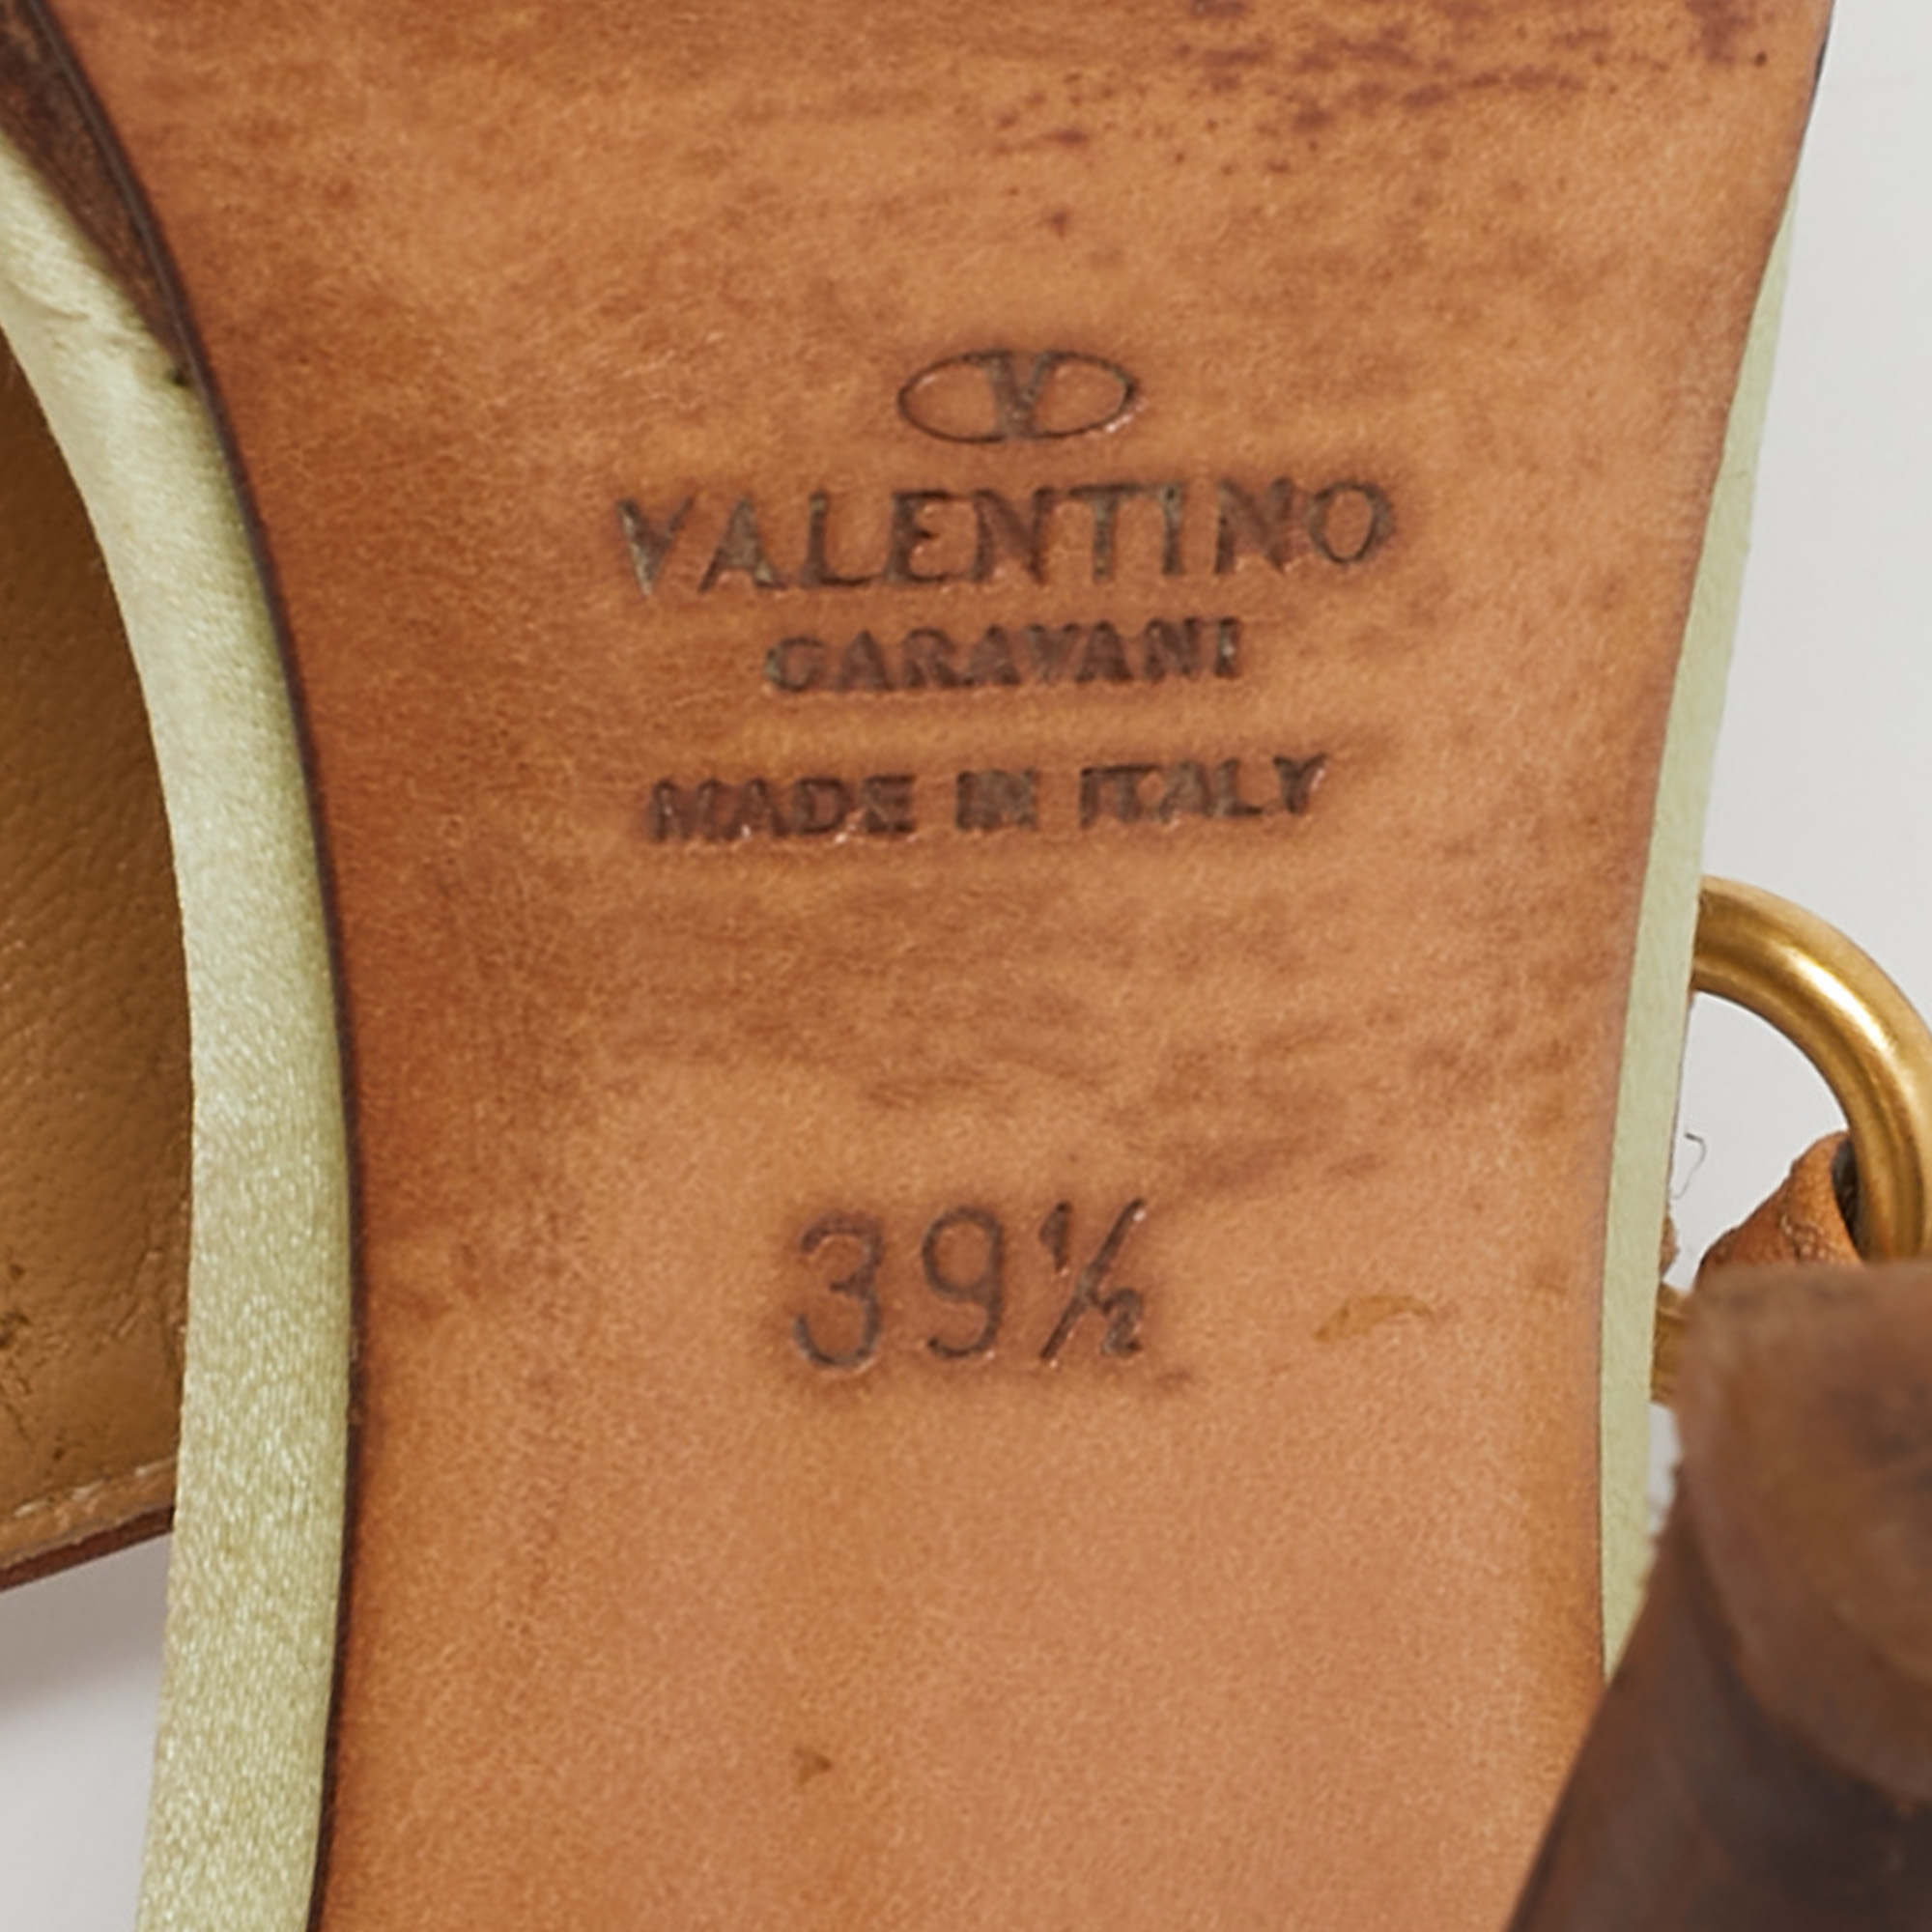 V
VALENTINO
GARAVANI
MADE IN ITALY
39½